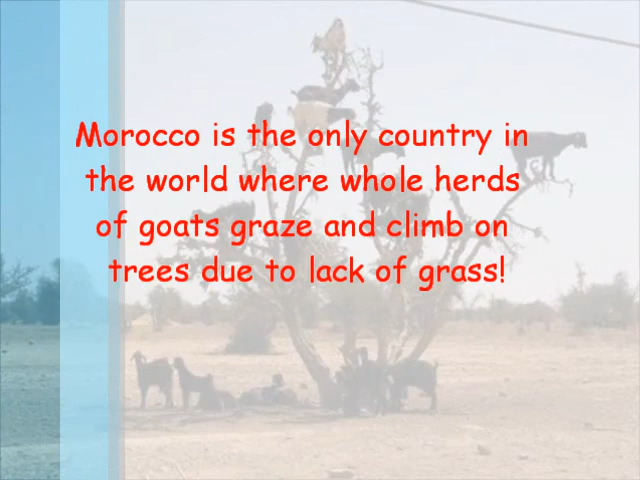 Morocco is the only country in
the world where whole herds
of goats graze and climb on
trees due to lack of grass!